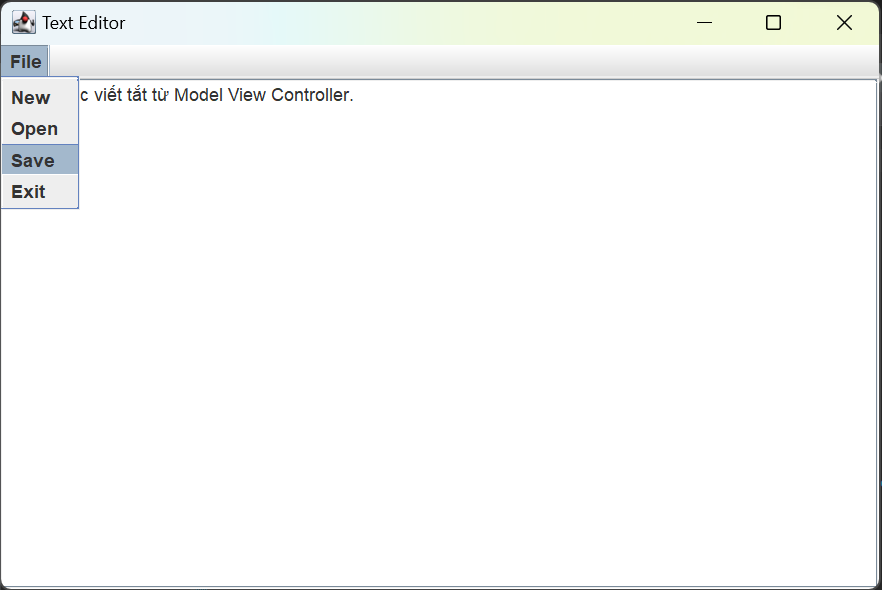 Text Editor
File
New
Open
Save
Exit
c viết tắt từ Model View Controller.